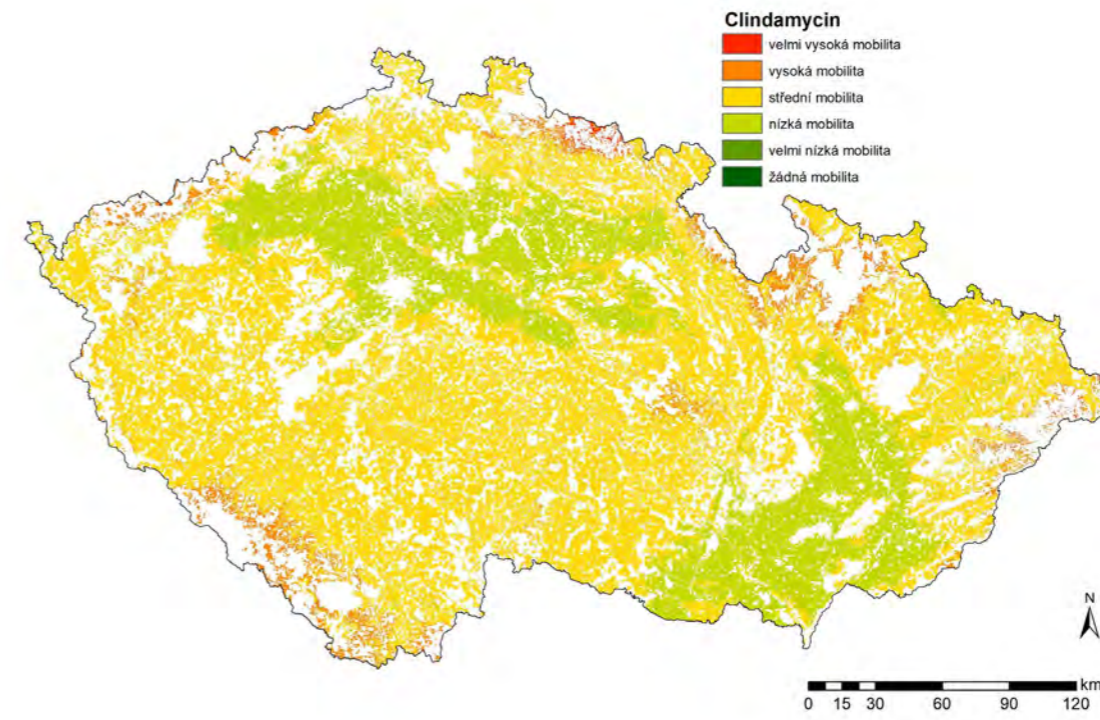 Clindamycin
velmi vysoká mobilita
vysoká mobilita
střední mobilita
nízká mobilita
velmi nízká mobilita
žádná mobilita
N
km
0 15 30 60 90 120